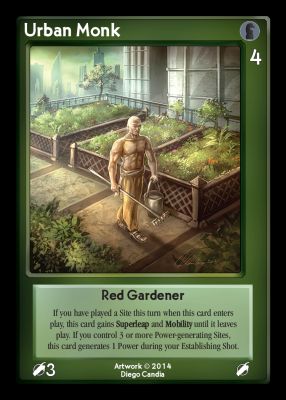 Urban Monk
4
Red Gardener
If you have played a Site this turn when this card enters
play, this card gains Superleap and Mobility until it leaves
play. If you control 3 or more Power-generating Sites,
this card generates 1 Power during your Establishing Shot.
3
Artwork © 2014
Diego Candia